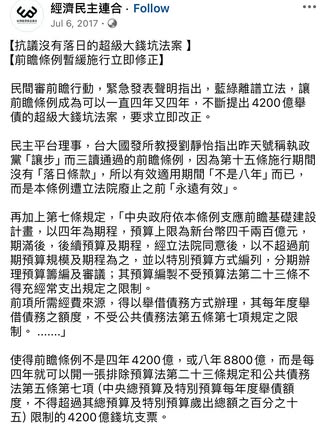 經濟民主連合 · Follow
Jul 6, 2017 ·
【抗議沒有落日的超級大錢坑法案 】
【前瞻條例暫緩施行立即修正】
民間審前瞻行動，緊急發表聲明指出，藍綠離譜立法，讓
前瞻條例成為可以一直四年又四年，不斷提出4200億舉
債的超級大錢坑法案，要求立即改正。
民主平台理事，台大國發所教授劉靜怡指出昨天號稱執政
黨「讓步」而三讀通過的前瞻條例，因為第十五條施行期間
沒有「落日條款」，所以有效適用期間「不是八年」而已，
而是本條例遭立法院廢止之前「永遠有效」。
再加上第七條規定，「中央政府依本條例支應前瞻基礎建設
計畫，以四年為期程，預算上限為新台幣四千兩百億元，
期滿後，後續預算及期程，經立法院同意後，以不超過前
期預算規模及期程為之，並以特別預算方式編列，分期辦
理預算籌編及審議；其預算編製不受預算法第二十三條不
得充經常支出規定之限制。
前項所需經費來源，得以舉借債務方式辦理，其每年度舉
借債務之額度，不受公共債務法第五條第七項規定之限
制。 .......」
使得前瞻條例不是四年4200億，或八年8800億，而是每
四年就可以開一張排除預算法第二十三條規定和公共債務
法第五條第七項 (中央總預算及特別預算每年度舉債額
度，不得超過其總預算及特別預算歲出總額之百分之十
五) 限制的4200億錢坑支票。